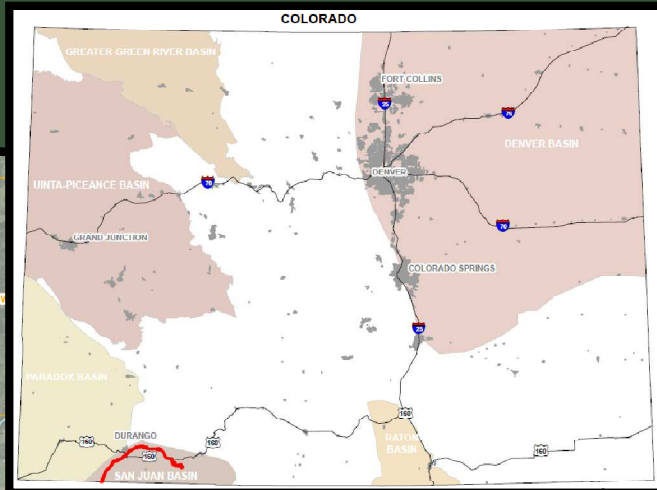 COLORADO
GREATER GREEN RIVER BASIN
FORT COLLINS
25
76
DENVER BASIN
DENVER
UINTA-PICEANCE BASIN
70
70
GRAND JUNCTION
COLORADO SPRINGS
25
PARADOX BASIN
DURANGO
160
160
160
160
160
RATON
BASIN
SAN JUAN BASIN